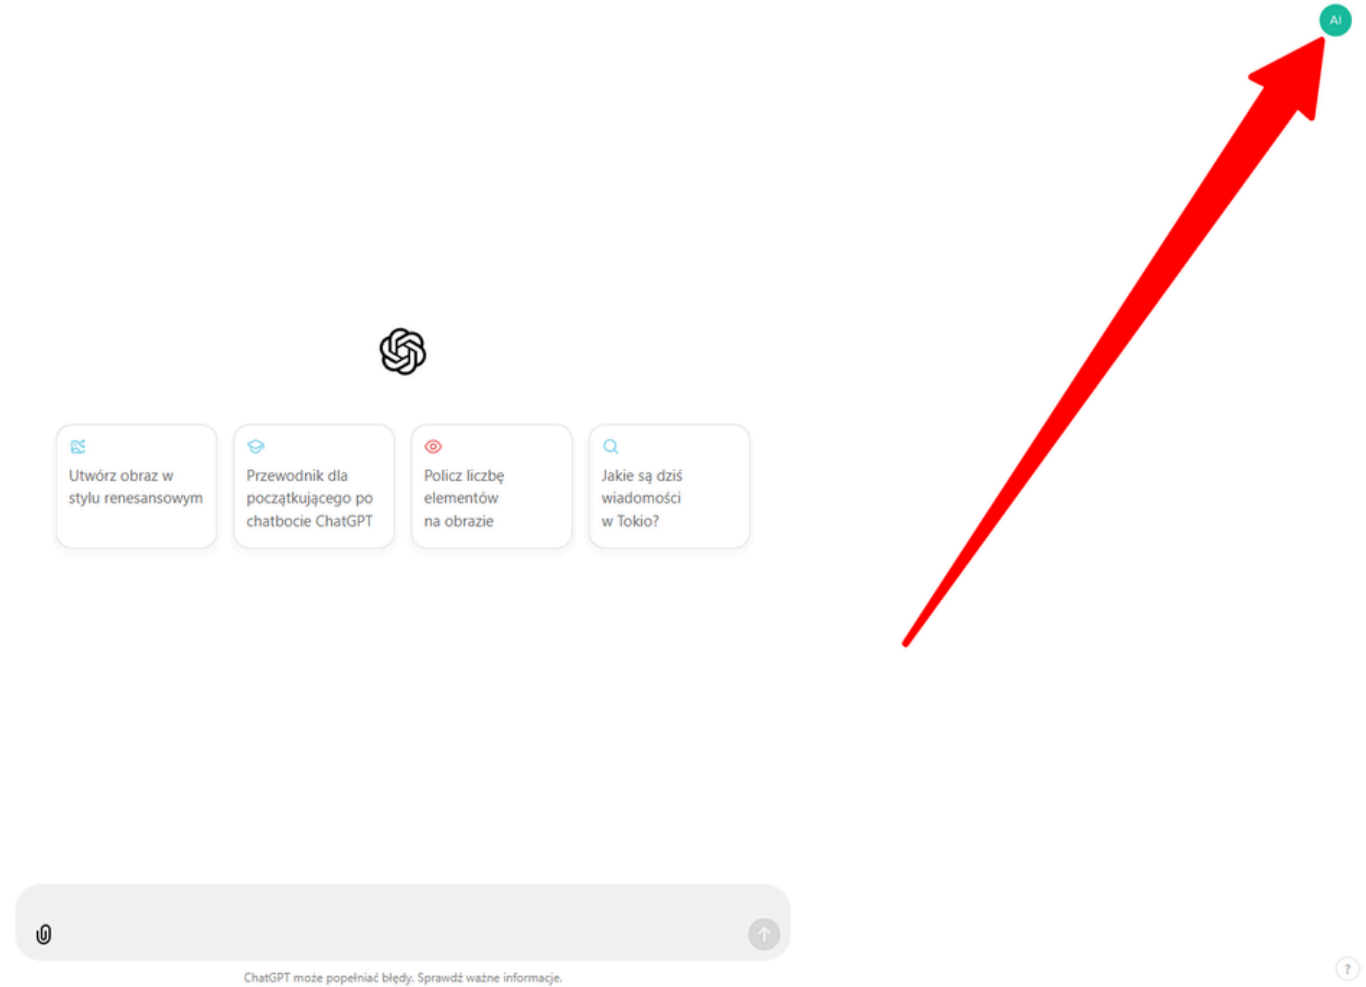 AI
Utwórz obraz w
stylu renesansowym
Przewodnik dla
początkującego po
chatbocie ChatGPT
Policz liczbę
elementów
na obrazie
Jakie są dziś
wiadomości
w Tokio?
ChatGPT może popełniać błędy. Sprawdź ważne informacje.
?